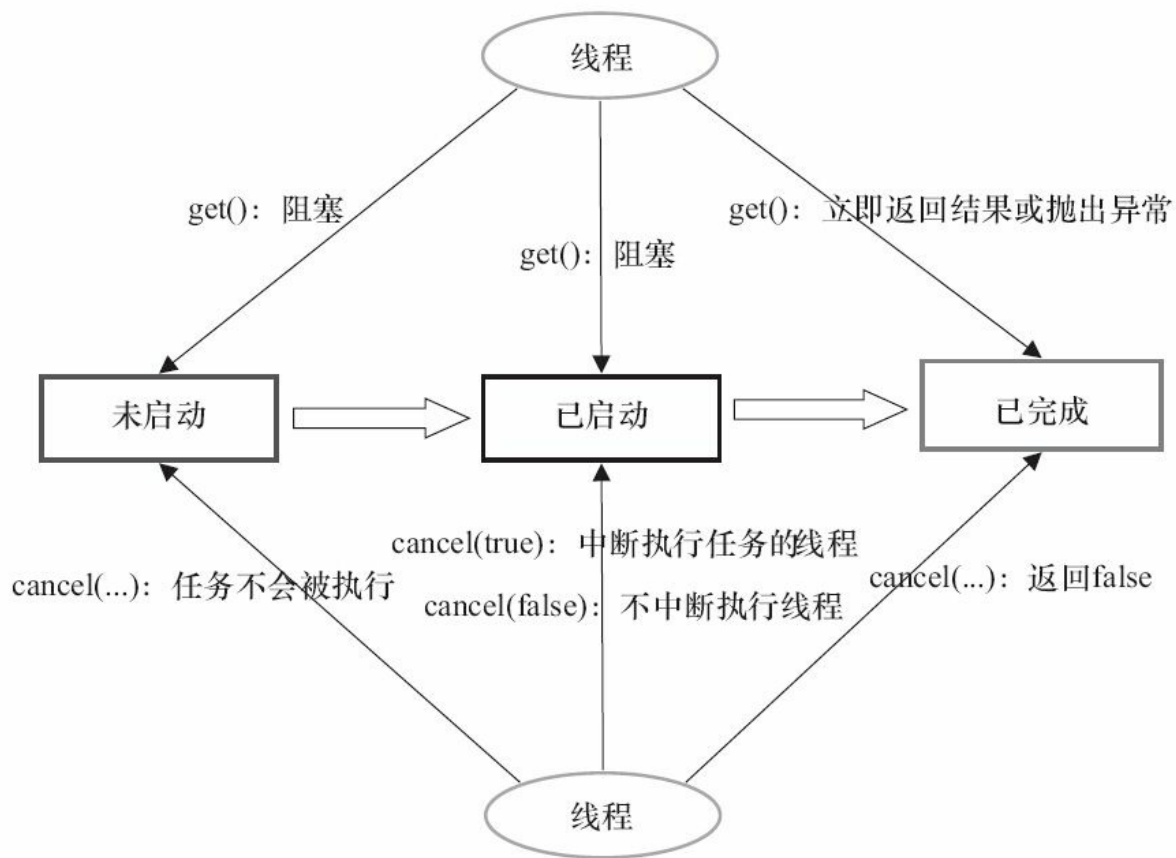 线程
get()：阻塞
get()：立即返回结果或抛出异常
get()：阻塞
未启动
已启动
已完成
cancel(true)：中断执行任务的线程
cancel(...)：任务不会被执行
cancel(...)：返回false
cancel(false)：不中断执行线程
线程